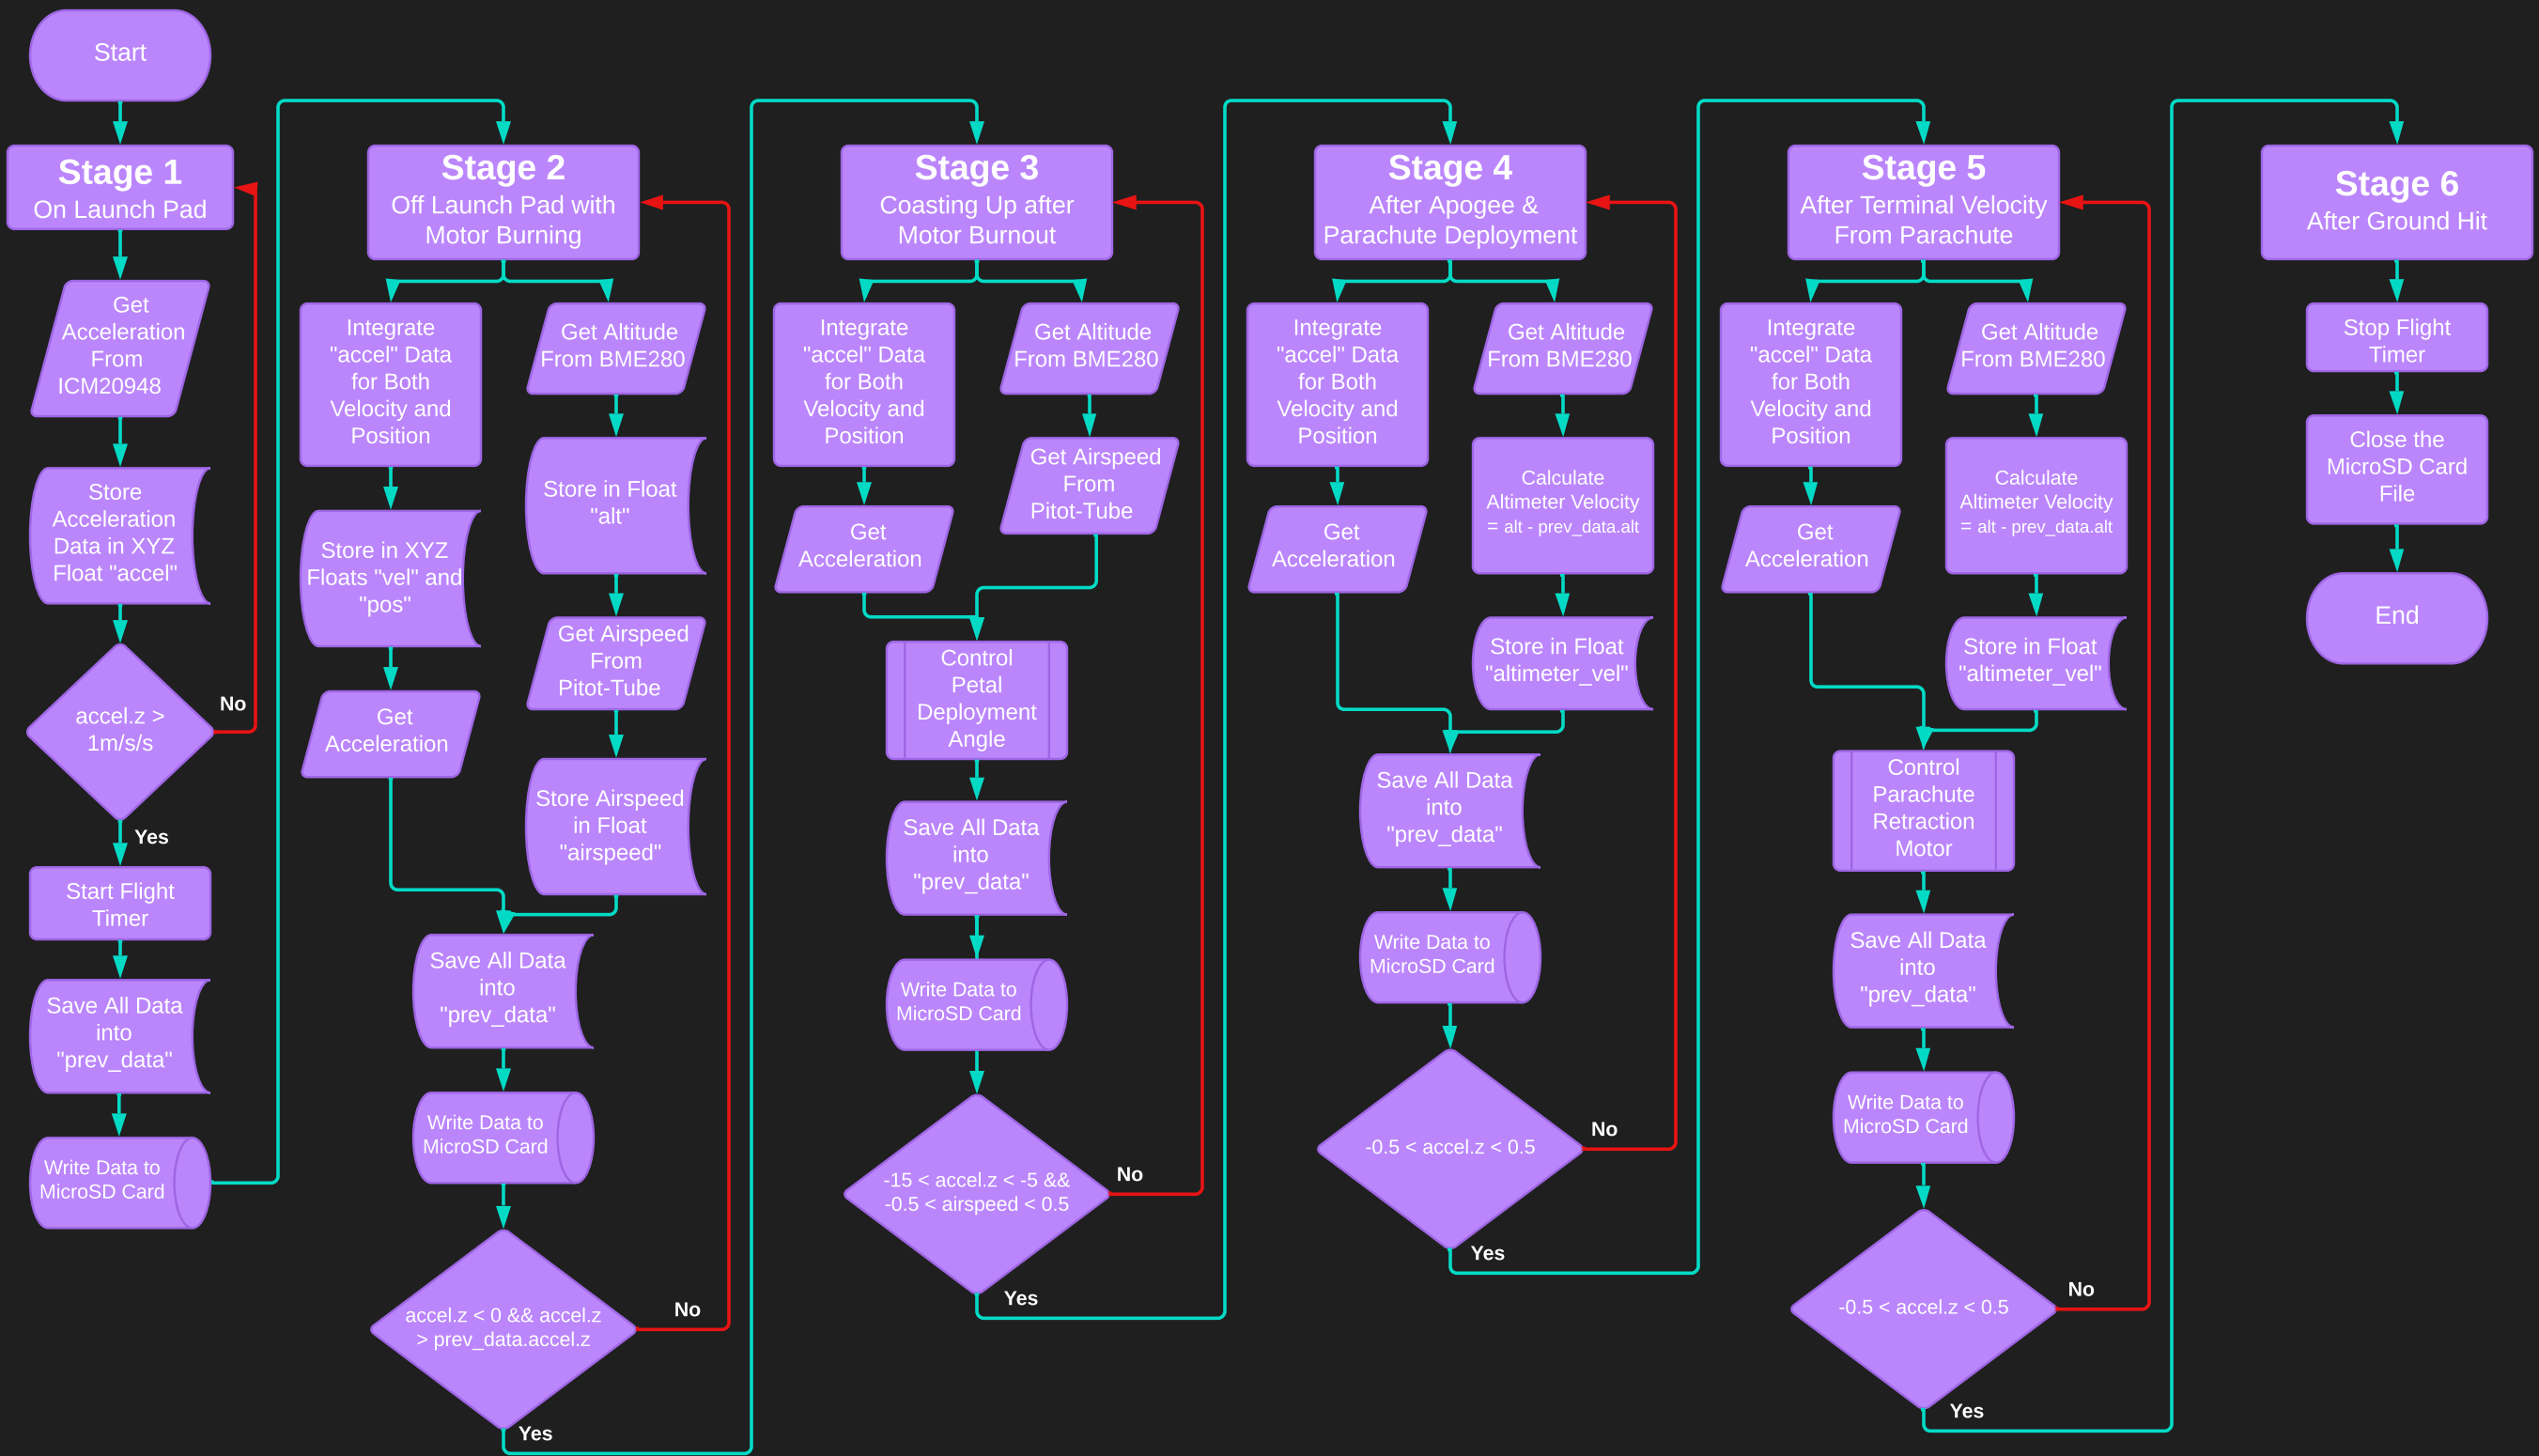 Start
Stage 1
On Launch Pad
Get
Acceleration
From
ICM20948
Store
Acceleration
Data in XYZ
Float "accel"
accel.z >
1m/s/s
No
Yes
Start Flight
Timer
Save All Data
into
"prev_data"
Write Data to
MicroSD Card
Stage 2
Off Launch Pad with
Motor Burning
Integrate
"accel" Data
for Both
Velocity and
Position
Store in XYZ
Floats "vel" and
"pos"
Get
Acceleration
Get Altitude
From BME280
Store in Float
"alt"
Get Airspeed
From
Pitot-Tube
Store Airspeed
in Float
"airspeed"
Save All Data
into
"prev_data"
Write Data to
MicroSD Card
accel.z < 0 && accel.z
> prev_data.accel.z
No
Yes
Stage 3
Coasting Up after
Motor Burnout
Integrate
"accel" Data
for Both
Velocity and
Position
Get
Acceleration
Get Altitude
From BME280
Get Airspeed
From
Pitot-Tube
Control
Petal
Deployment
Angle
Save All Data
into
"prev_data"
Write Data to
MicroSD Card
-15 < accel.z < -5 &&
-0.5 < airspeed < 0.5
No
Yes
Stage 4
After Apogee &
Parachute Deployment
Integrate
"accel" Data
for Both
Velocity and
Position
Get
Acceleration
Get Altitude
From BME280
Calculate
Altimeter Velocity
= alt - prev_data.alt
Store in Float
"altimeter_vel"
Save All Data
into
"prev_data"
Write Data to
MicroSD Card
-0.5 < accel.z < 0.5
No
Yes
Stage 5
After Terminal Velocity
From Parachute
Integrate
"accel" Data
for Both
Velocity and
Position
Get
Acceleration
Get Altitude
From BME280
Calculate
Altimeter Velocity
= alt - prev_data.alt
Store in Float
"altimeter_vel"
Control
Parachute
Retraction
Motor
Save All Data
into
"prev_data"
Write Data to
MicroSD Card
-0.5 < accel.z < 0.5
No
Yes
Stage 6
After Ground Hit
Stop Flight
Timer
Close the
MicroSD Card
File
End